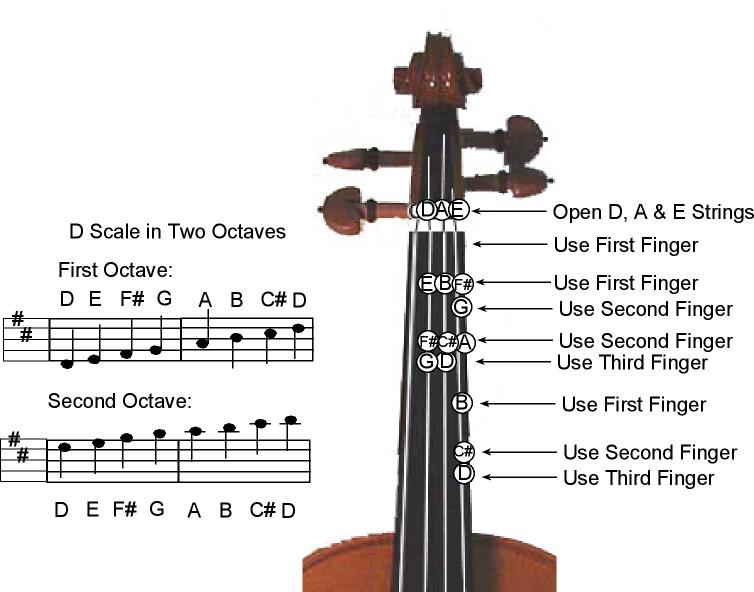 D Scale in Two Octaves
First Octave:
D E F# G A B C# D
# #
Second Octave:
# #
D E F# G A B C# D
D A E
Open D, A & E Strings
Use First Finger
E B F#
Use First Finger
G
Use Second Finger
F# C# A
Use Second Finger
G D
Use Third Finger
B
Use First Finger
C#
Use Second Finger
D
Use Third Finger